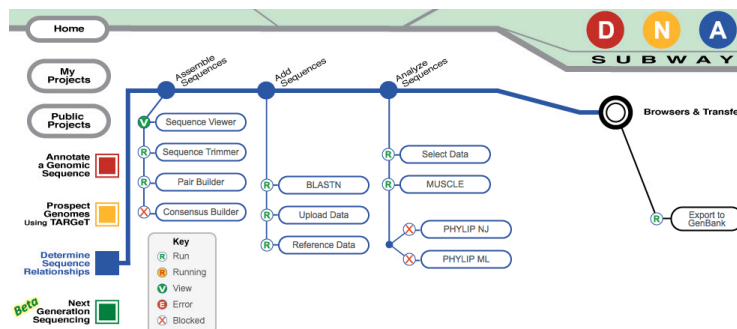 Home
D N A
SUBWAY
My
Projects
Public
Projects
Assemble
Sequences
Add
Sequences
Analyze
Sequences
Browsers & Transfe
V Sequence Viewer
R Sequence Trimmer
R Pair Builder
Consensus Builder
R BLASTN
R Upload Data
R Reference Data
R Select Data
R MUSCLE
PHYLIP NJ
PHYLIP ML
R Export to
GenBank
Annotate
a Genomic
Sequence
Prospect
Genomes
Using TARGeT
Determine
Sequence
Relationships
Beta
Next
Generation
Sequencing
Key
R Run
R Running
V View
E Error
Blocked